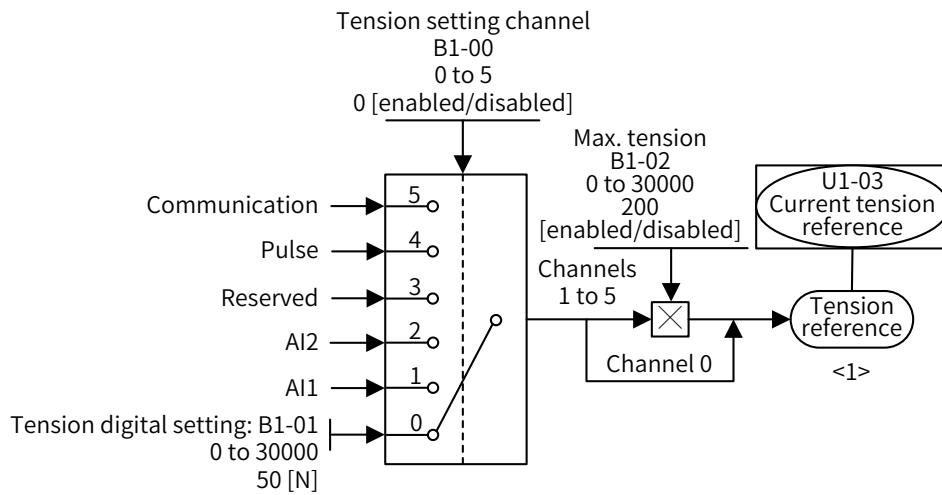 Tension setting channel
B1-00
0 to 5
0 [enabled/disabled]
Max. tension
B1-02
0 to 30000
200
[enabled/disabled]
U1-03
Current tension
reference
Communication
5
Pulse
4
Reserved
3
AI2
2
AI1
1
Tension digital setting: B1-01
0 to 30000
50 [N]
0
Channels
1 to 5
Channel 0
Tension
reference
<1>